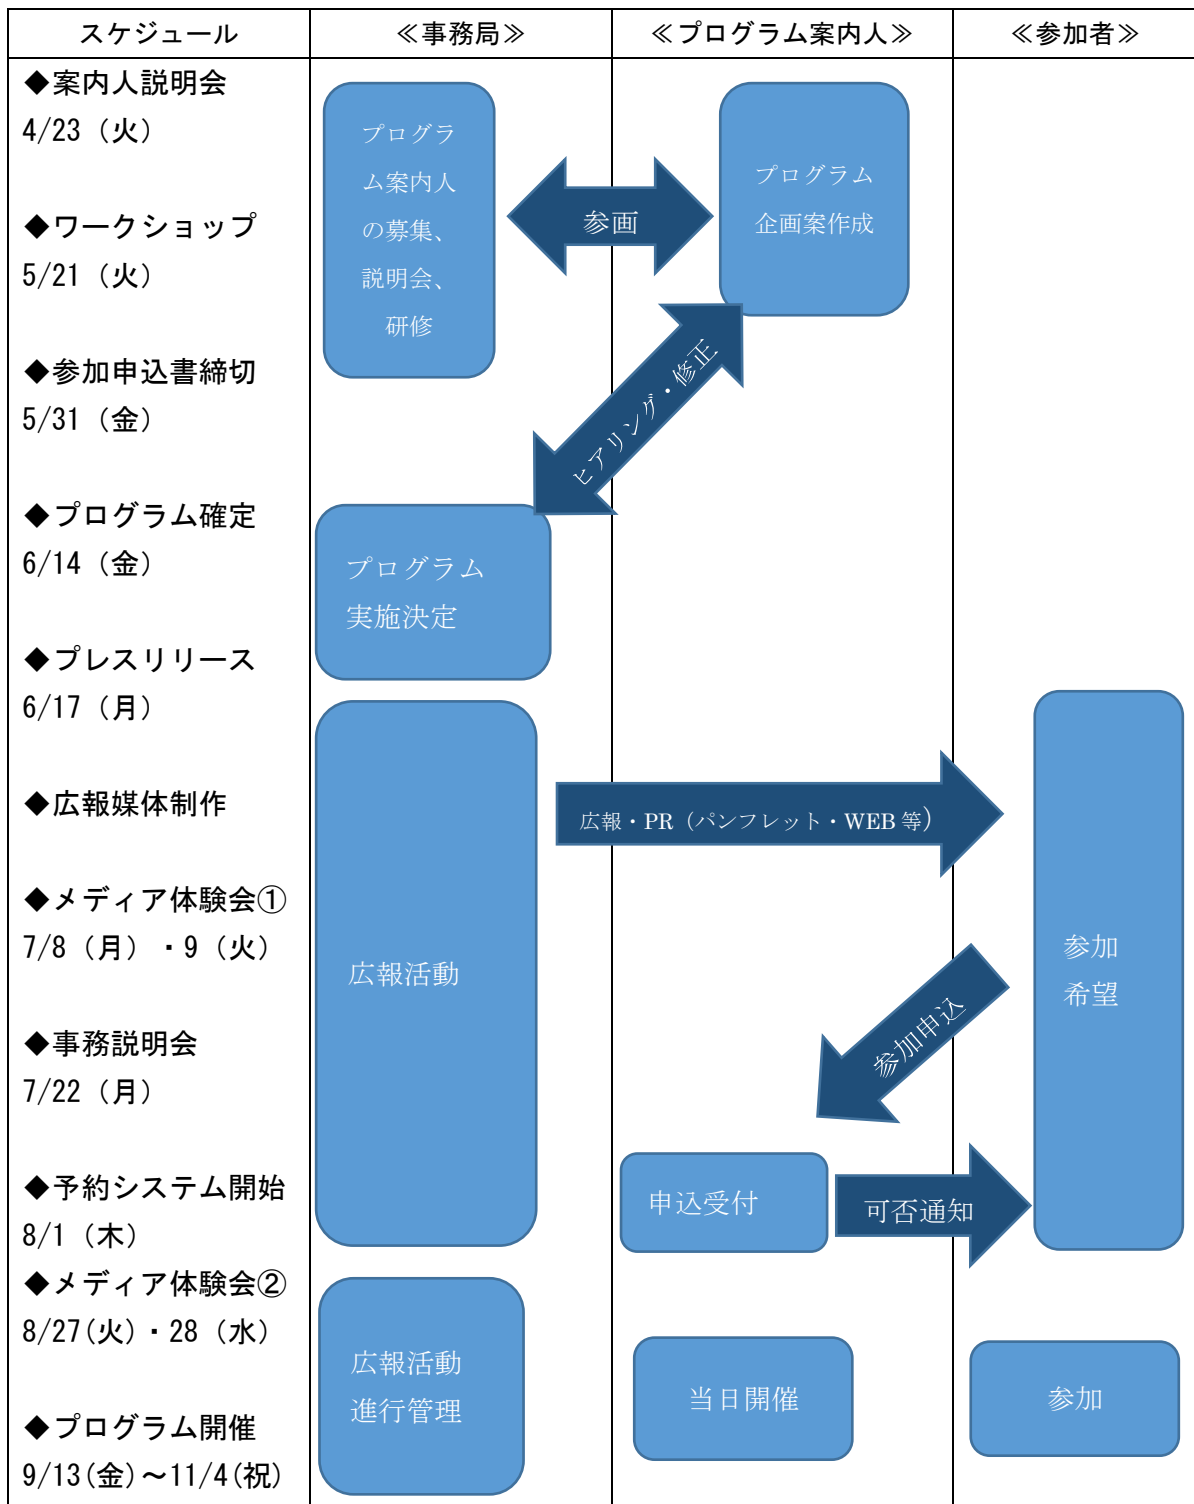 スケジュール
≪事務局≫
≪プログラム案内人≫
≪参加者≫
◆案内人説明会
4/23（火）
◆ワークショップ
5/21（火）
◆参加申込書締切
5/31（金）
◆プログラム確定
6/14（金）
◆プレスリリース
6/17（月）
◆広報媒体制作
◆メディア体験会①
7/8（月）・9（火）
◆事務説明会
7/22（月）
◆予約システム開始
8/1（木）
◆メディア体験会②
8/27(火)・28（水）
◆プログラム開催
9/13(金)～11/4(祝)
プログラ
ム案内人
の募集、
説明会、
研修
参画
プログラム
企画案作成
ヒアリング・修正
プログラム
実施決定
広報活動
広報・PR（パンフレット・WEB 等）
参加
希望
参加申込
申込受付
可否通知
広報活動
進行管理
当日開催
参加